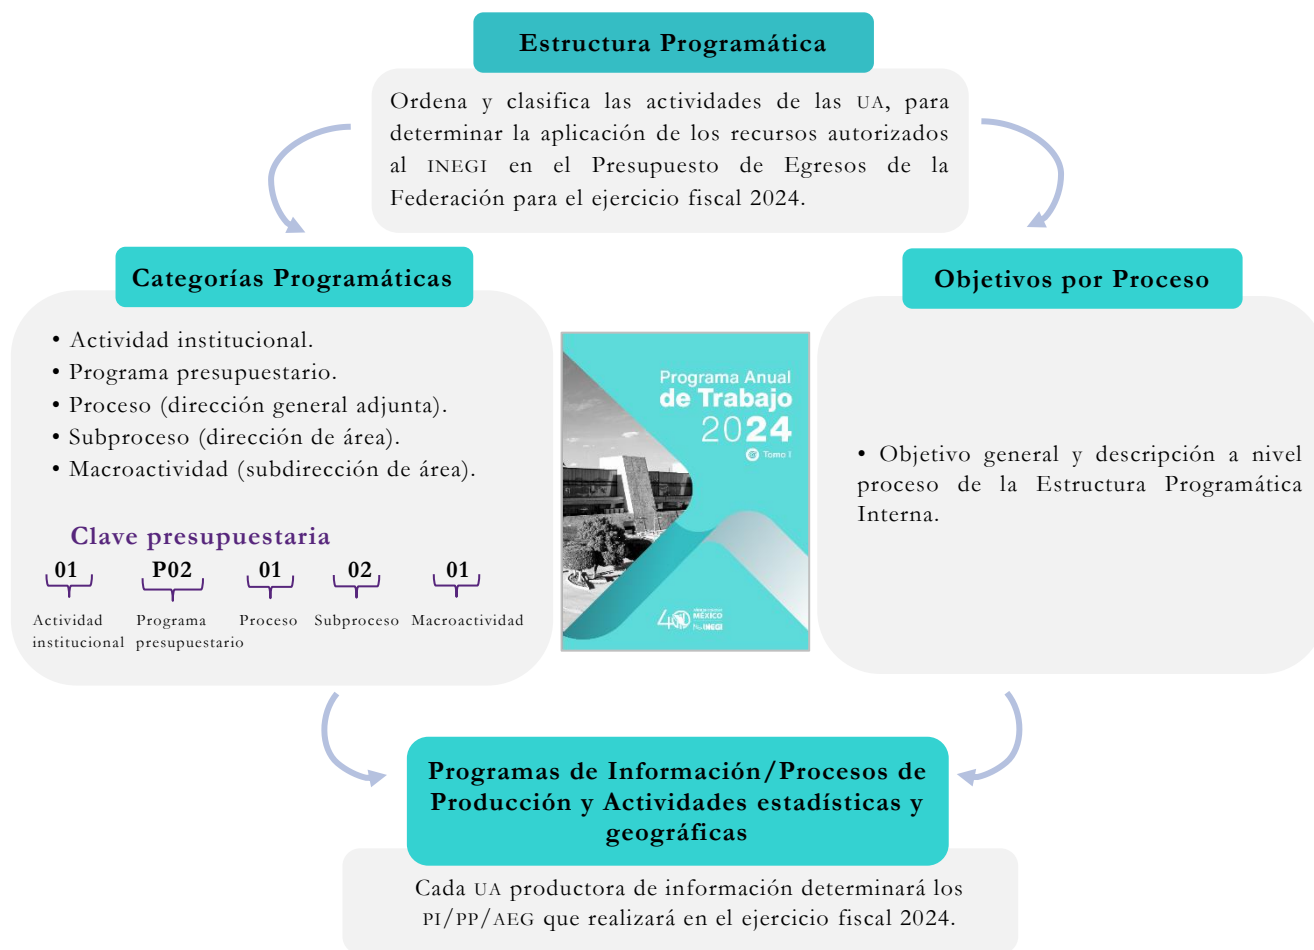 Estructura Programática
Ordena y clasifica las actividades de las UA, para
determinar la aplicación de los recursos autorizados
al INEGI en el Presupuesto de Egresos de la
Federación para el ejercicio fiscal 2024.
Categorías Programáticas
• Actividad institucional.
• Programa presupuestario.
• Proceso (dirección general adjunta).
• Subproceso (dirección de área).
• Macroactividad (subdirección de área).
Clave presupuestaria
01 P02 01 02 01
Actividad Programa Proceso Subproceso Macroactividad
institucional presupuestario
Programa Anual
de Trabajo
2024
Tomo I
40
MÉXICO
INEGI
Objetivos por Proceso
• Objetivo general y descripción a nivel
proceso de la Estructura Programática
Interna.
Programas de Información/Procesos de
Producción y Actividades estadísticas y
geográficas
Cada UA productora de información determinará los
PI/PP/AEG que realizará en el ejercicio fiscal 2024.